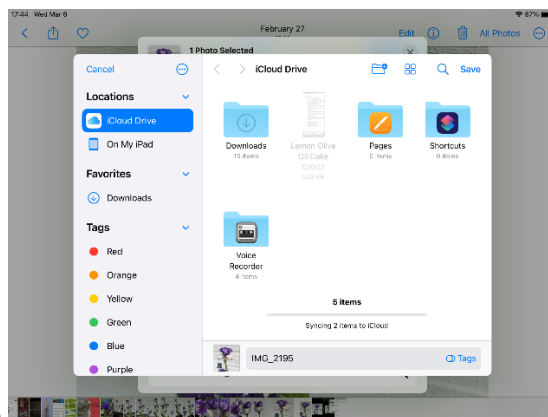 17:44 Wed Mar 6
67%
February 27
Edit
All Photos
1 Photo Selected
Cancel
iCloud Drive
Save
Locations
iCloud Drive
On My iPad
Favorites
Downloads
Tags
Red
Orange
Yellow
Green
Blue
Purple
Downloads
13 items
Lemon Olive
Oil Cake
5/10/23
Pages
0 items
Shortcuts
0 items
Voice
Recorder
4 items
5 items
Syncing 2 items to iCloud
IMG_2195
Tags